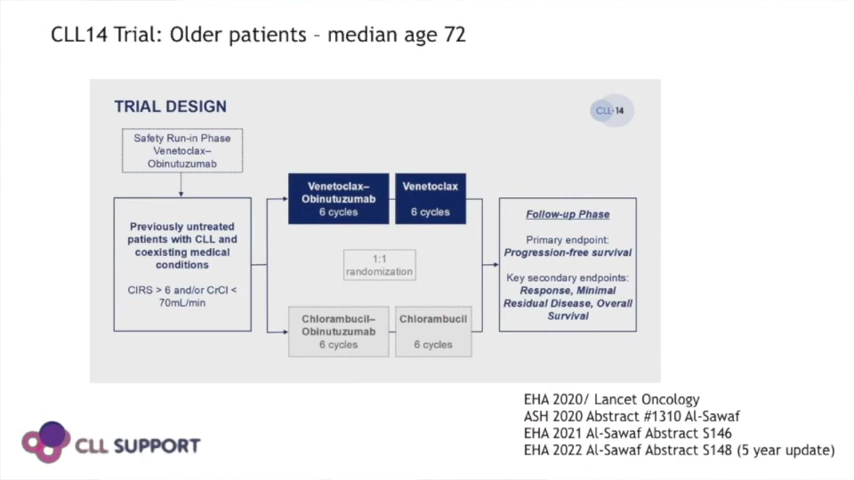 CLL14 Trial: Older patients – median age 72
TRIAL DESIGN
CLL·14
Safety Run-in Phase
Venetoclax–
Obinutuzumab
Previously untreated
patients with CLL and
coexisting medical
conditions
CIRS > 6 and/or CrCl <
70mL/min
Venetoclax–
Obinutuzumab
6 cycles
Venetoclax
6 cycles
1:1
randomization
Chlorambucil–
Obinutuzumab
6 cycles
Chlorambucil
6 cycles
Follow-up Phase
Primary endpoint:
Progression-free survival
Key secondary endpoints:
Response, Minimal
Residual Disease, Overall
Survival
EHA 2020/ Lancet Oncology
ASH 2020 Abstract #1310 Al-Sawaf
EHA 2021 Al-Sawaf Abstract S146
EHA 2022 Al-Sawaf Abstract S148 (5 year update)
CLL SUPPORT